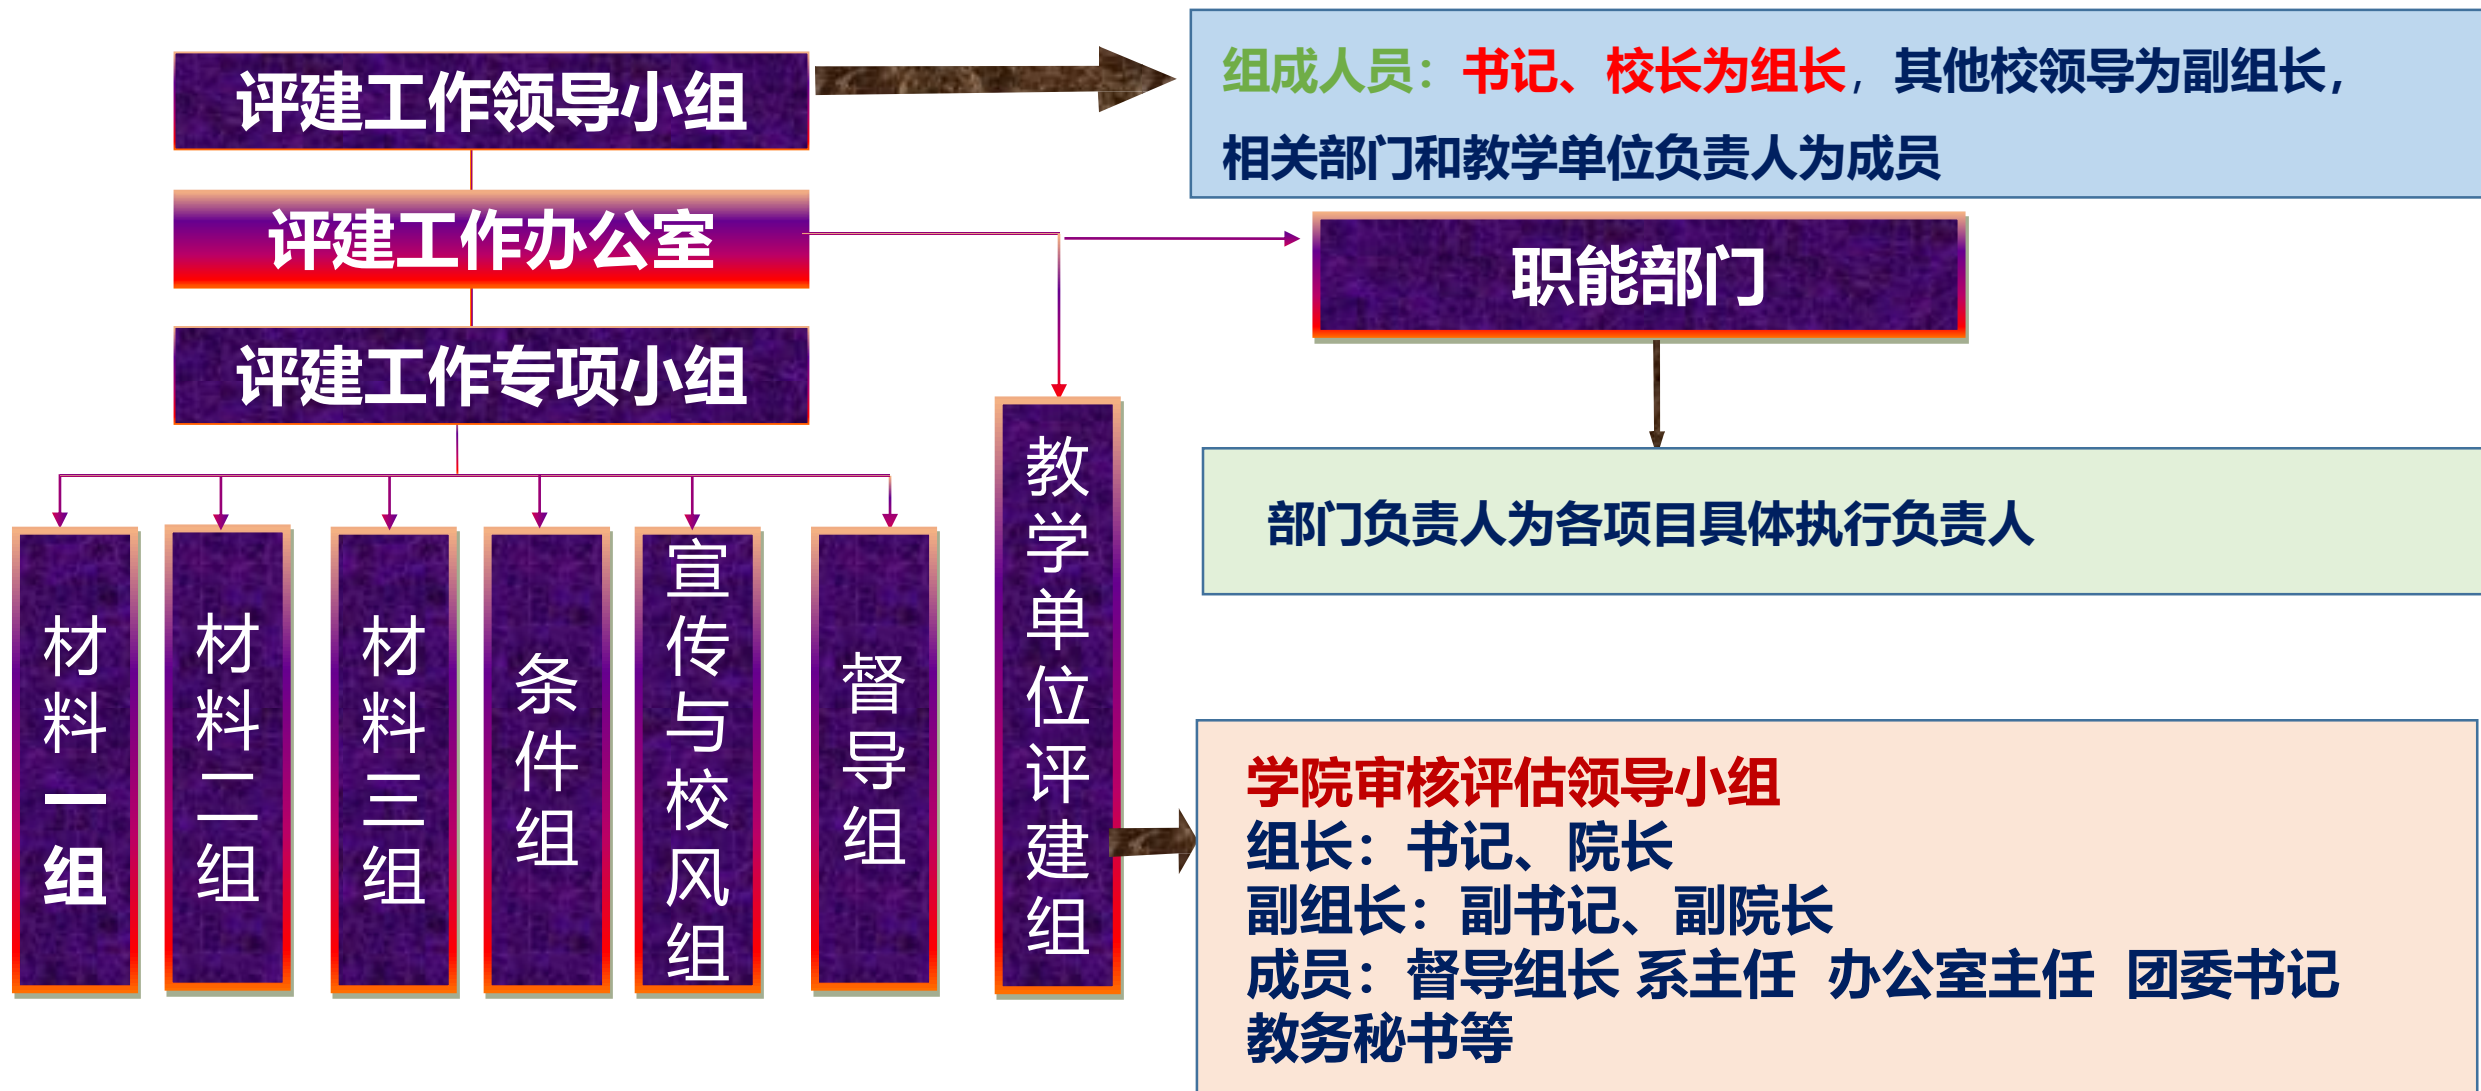 评建工作领导小组
组成人员：书记、校长为组长，其他校领导为副组长，
相关部门和教学单位负责人为成员
评建工作办公室
职能部门
评建工作专项小组
部门负责人为各项目具体执行负责人
材料一组
材料二组
材料三组
条件组
宣传与校风组
督导组
教学单位评建组
学院审核评估领导小组
组长：书记、院长
副组长：副书记、副院长
成员：督导组长 系主任 办公室主任 团委书记
教务秘书等